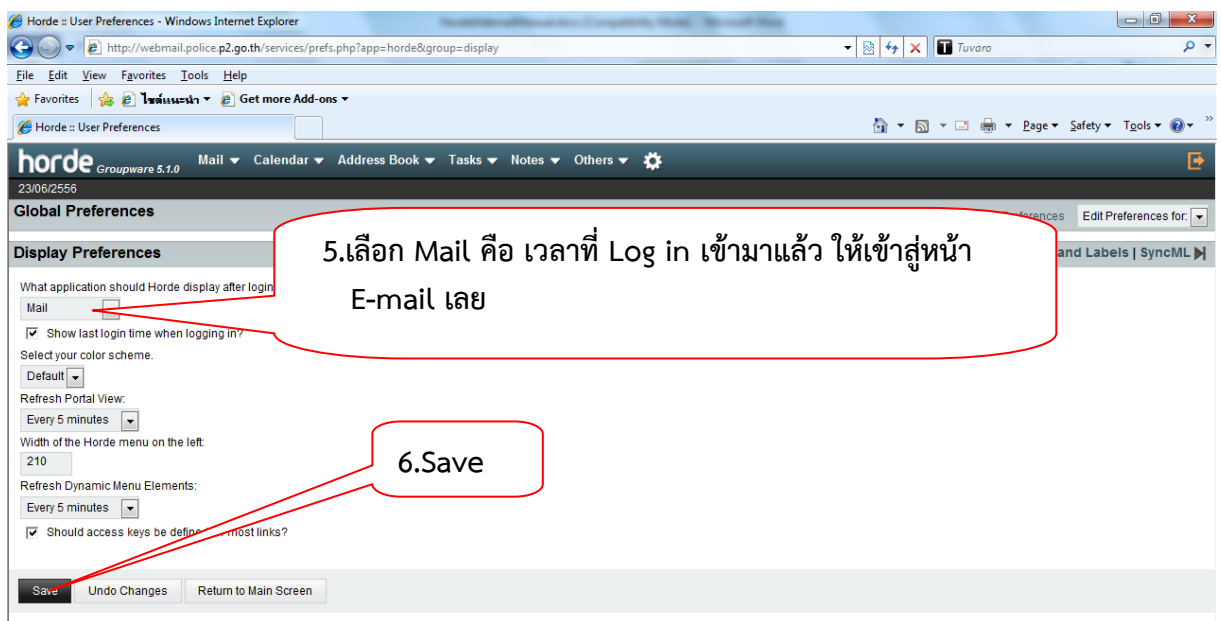 Horde :: User Preferences - Windows Internet Explorer
http://webmail.police.p2.go.th/services/prefs.php?app=horde&group=display
Tuvaro
File Edit View Favorites Tools Help
Favorites ไซต์แนะนำ Get more Add-ons
Horde :: User Preferences
Page Safety Tools
horde Groupware 5.1.0 Mail Calendar Address Book Tasks Notes Others
23/06/2556
Global Preferences
Edit Preferences for:
Display Preferences
and Labels | SyncML
5.เลือก Mail คือ เวลาที่ Log in เข้ามาแล้ว ให้เข้าสู่หน้า
E-mail เลย
What application should Horde display after login
Mail
Show last login time when logging in?
Select your color scheme.
Default
Refresh Portal View:
Every 5 minutes
Width of the Horde menu on the left:
210
6.Save
Refresh Dynamic Menu Elements:
Every 5 minutes
Should access keys be defined for most links?
Save Undo Changes Return to Main Screen